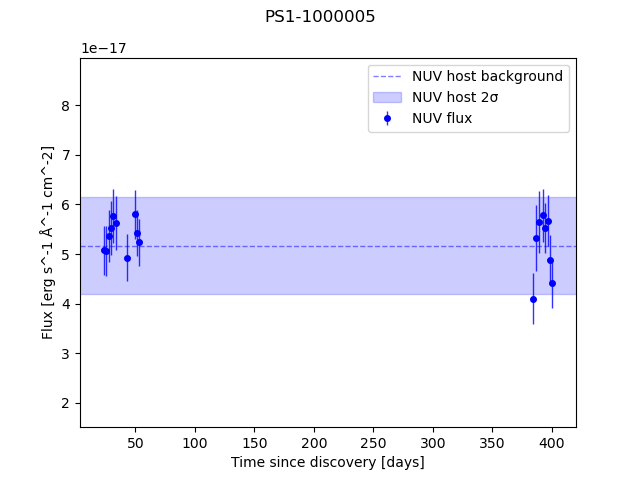 PS1-1000005
1e−17
NUV host background
NUV host 2σ
NUV flux
8
7
6
5
4
3
2
Flux [erg s^-1 Å^-1 cm^-2]
50 100 150 200 250 300 350 400
Time since discovery [days]